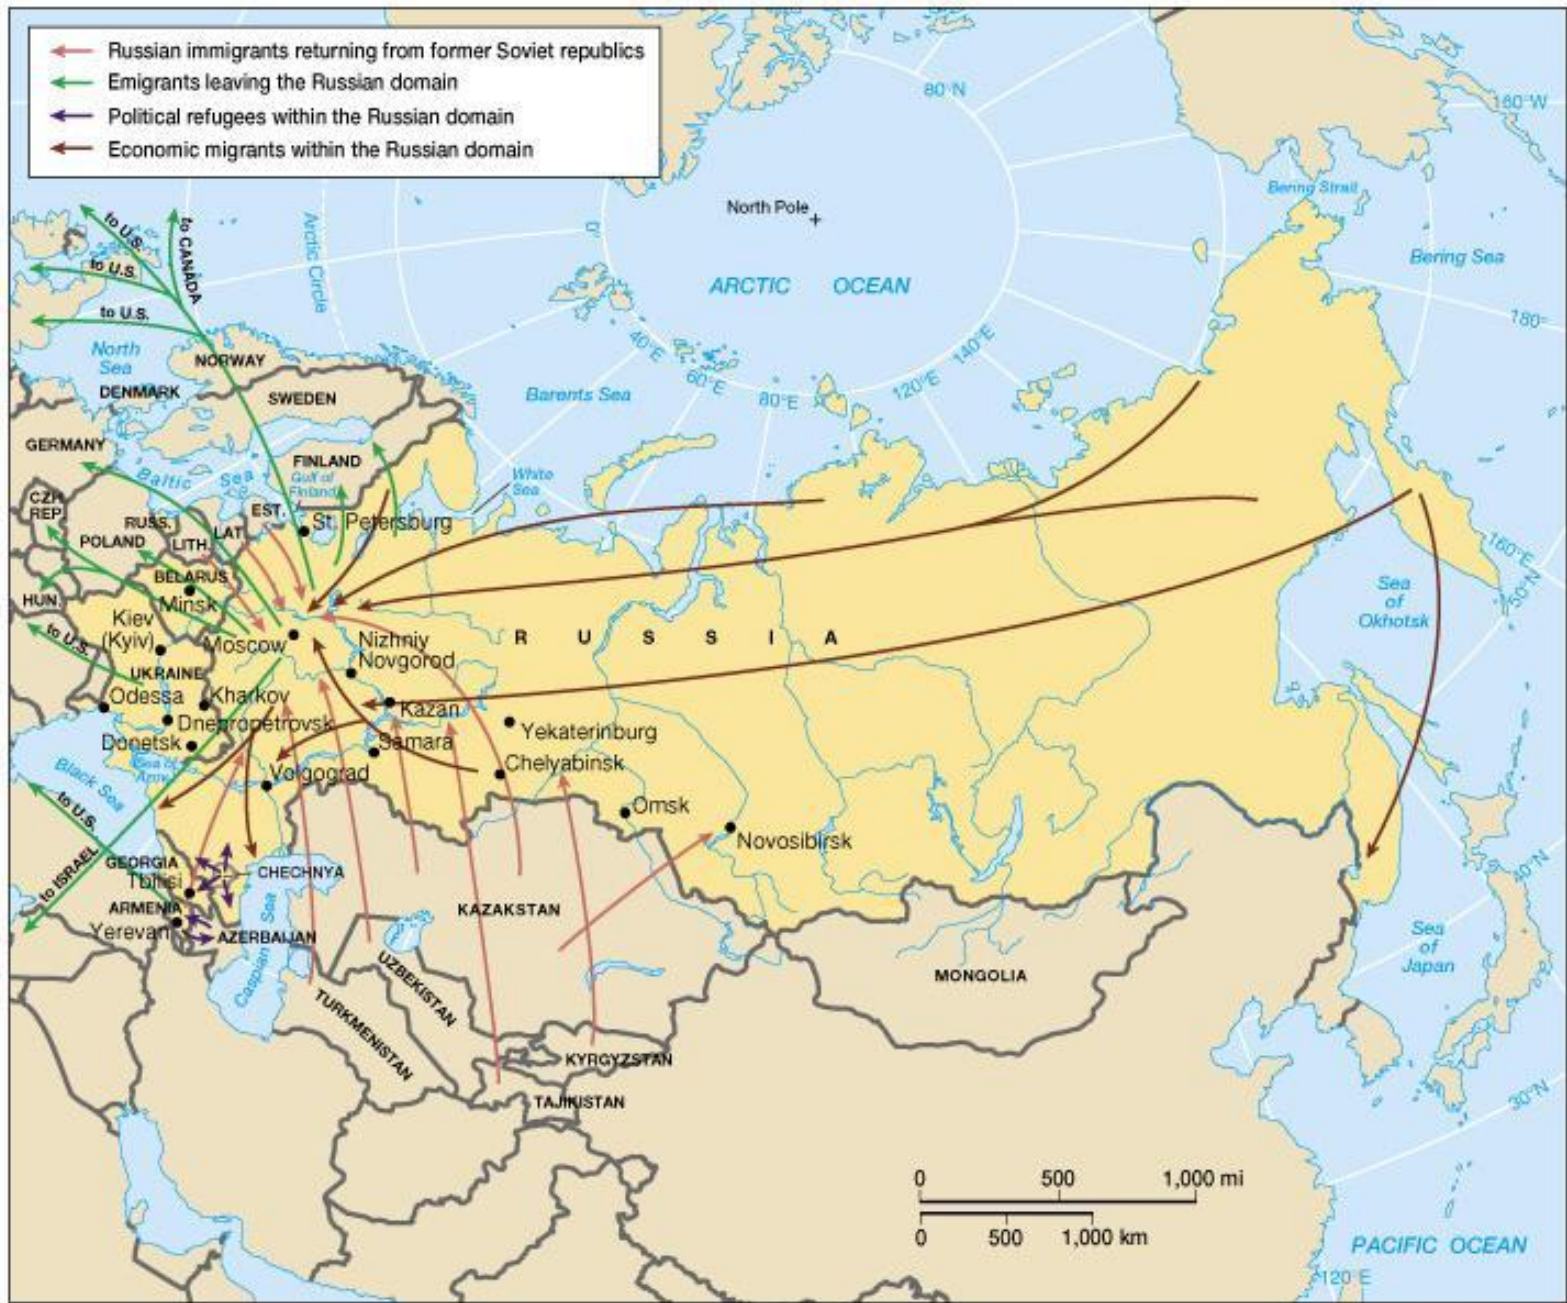 Russian immigrants returning from former Soviet republics
Emigrants leaving the Russian domain
Political refugees within the Russian domain
Economic migrants within the Russian domain
80°N
160°W
Bering Strait
North Pole
Arctic Circle
0°
to U.S.
to CANADA
to U.S.
to U.S.
Bering Sea
ARCTIC OCEAN
180°
North
Sea
NORWAY
40°E
60°E
80°E
120°E
140°E
DENMARK
SWEDEN
Barents Sea
GERMANY
FINLAND
Baltic Sea
Gulf of
Finland
White
Sea
CZH.
REP.
EST.
St. Petersburg
RUSS.
LAT.
POLAND
LITH.
160°E
50°N
BELARUS
Minsk
HUN.
Kiev
(Kyiv)
Moscow
Nizhniy
Novgorod
RUSSIA
Sea
of
Okhotsk
to U.S.
UKRAINE
Odessa
Kharkov
Kazan
Dnepropetrovsk
Yekaterinburg
Donetsk
Samara
Chelyabinsk
Black Sea
Sea of
Azov
Volgograd
Omsk
Novosibirsk
to U.S.
to ISRAEL
GEORGIA
Tbilisi
CHECHNYA
40°N
ARMENIA
Yerevan
AZERBAIJAN
KAZAKSTAN
Caspian Sea
Sea
of
Japan
UZBEKISTAN
MONGOLIA
TURKMENISTAN
KYRGYZSTAN
TAJIKISTAN
30°N
0 500 1,000 mi
0 500 1,000 km
PACIFIC OCEAN
120 E